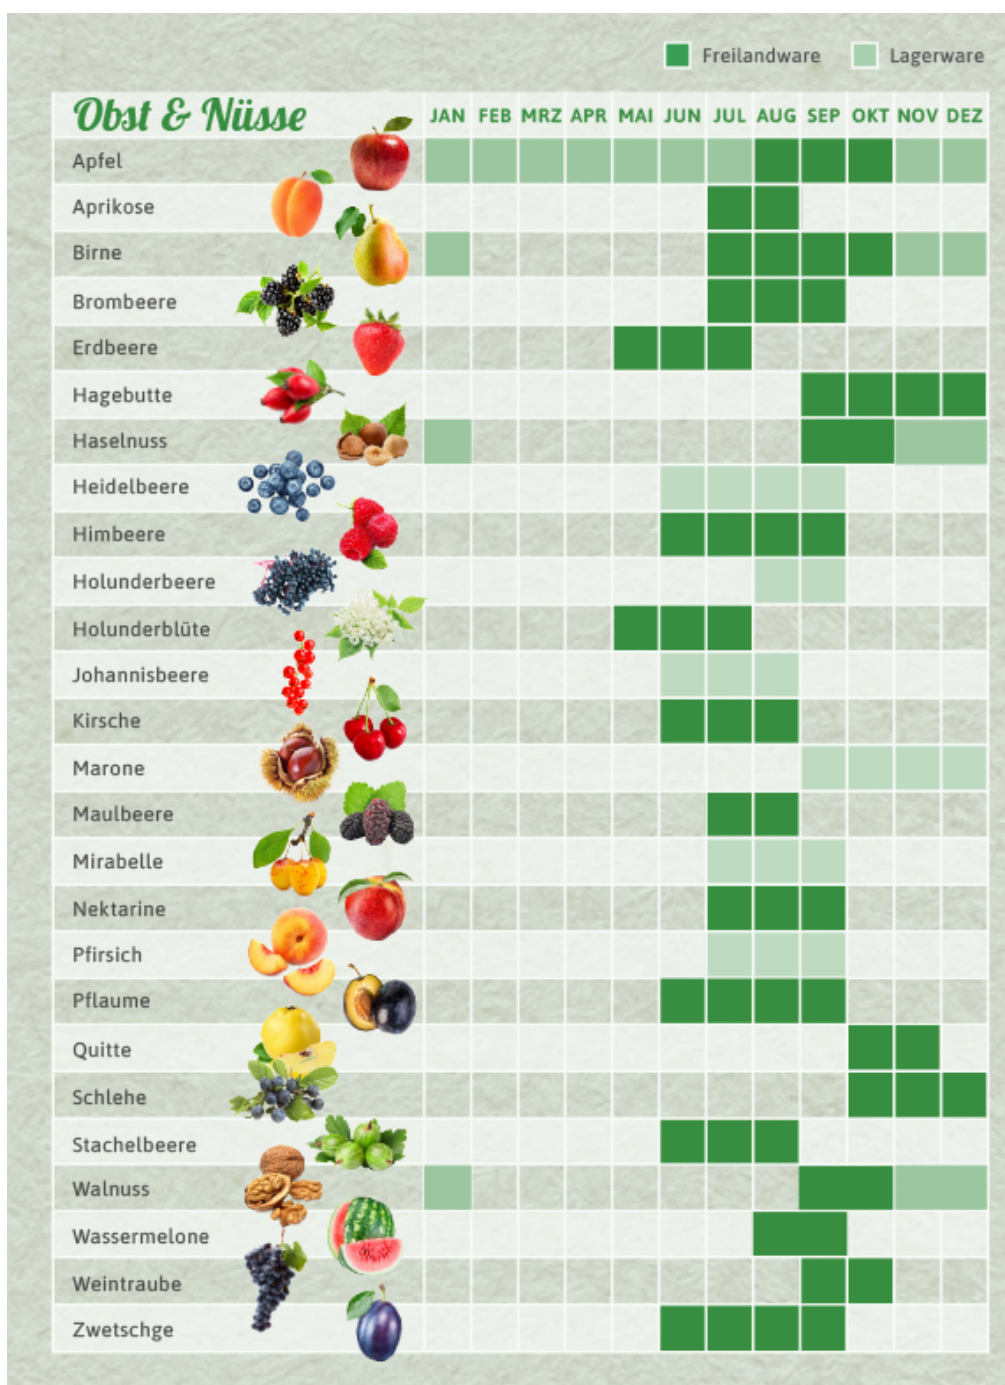 Freilandware Lagerware
Obst & Nüsse JAN FEB MRZ APR MAI JUN JUL AUG SEP OKT NOV DEZ
Apfel
Aprikose
Birne
Brombeere
Erdbeere
Hagebutte
Haselnuss
Heidelbeere
Himbeere
Holunderbeere
Holunderblüte
Johannisbeere
Kirsche
Marone
Maulbeere
Mirabelle
Nektarine
Pfirsich
Pflaume
Quitte
Schlehe
Stachelbeere
Walnuss
Wassermelone
Weintraube
Zwetschge